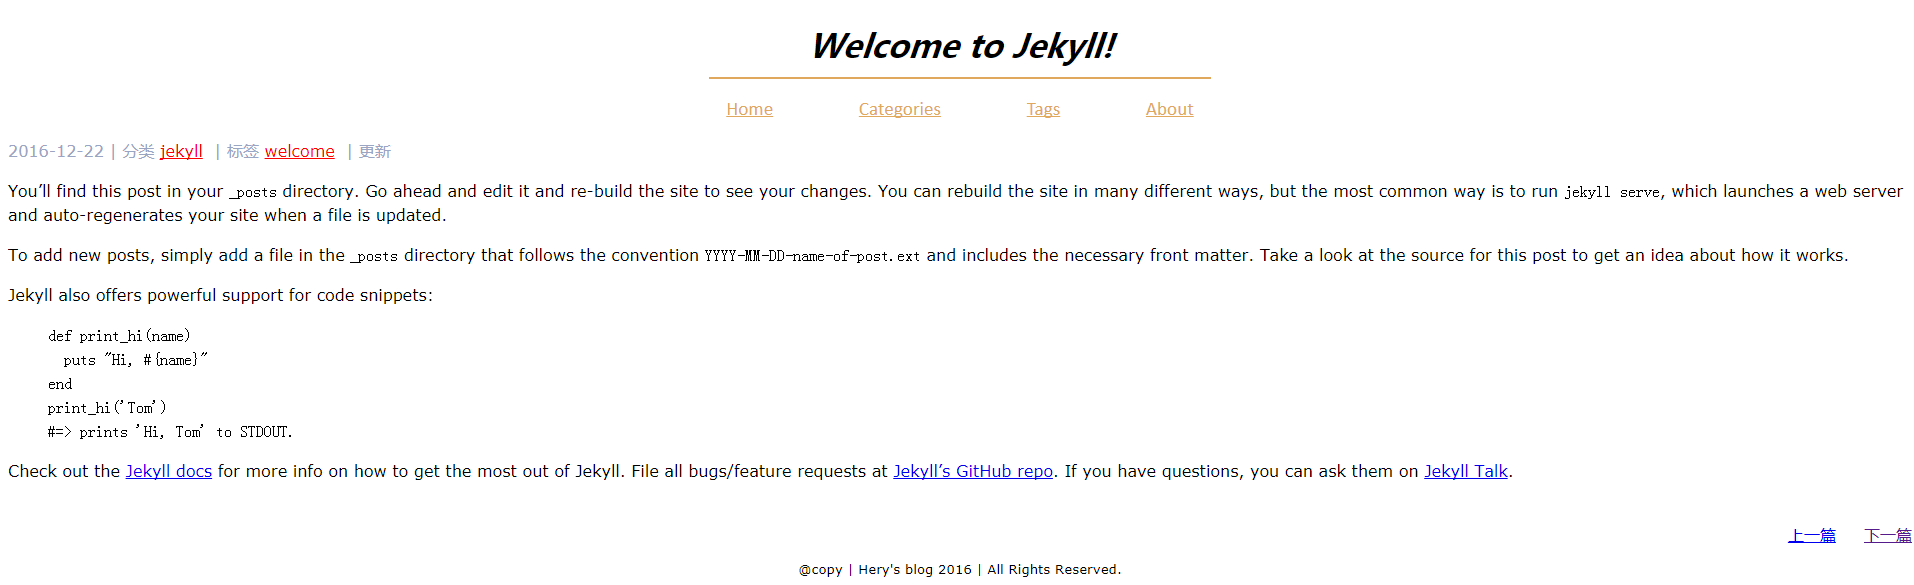 Welcome to Jekyll!
Home Categories Tags About
2016-12-22 | 分类 jekyll | 标签 welcome | 更新
You’ll find this post in your _posts directory. Go ahead and edit it and re-build the site to see your changes. You can rebuild the site in many different ways, but the most common way is to run jekyll serve, which launches a web server
and auto-regenerates your site when a file is updated.
To add new posts, simply add a file in the _posts directory that follows the convention YYYY-MM-DD-name-of-post.ext and includes the necessary front matter. Take a look at the source for this post to get an idea about how it works.
Jekyll also offers powerful support for code snippets:
def print_hi(name)
  puts "Hi, #{name}"
end
print_hi('Tom')
#=> prints 'Hi, Tom' to STDOUT.
Check out the Jekyll docs for more info on how to get the most out of Jekyll. File all bugs/feature requests at Jekyll’s GitHub repo. If you have questions, you can ask them on Jekyll Talk.
上一篇 下一篇
@copy | Hery's blog 2016 | All Rights Reserved.